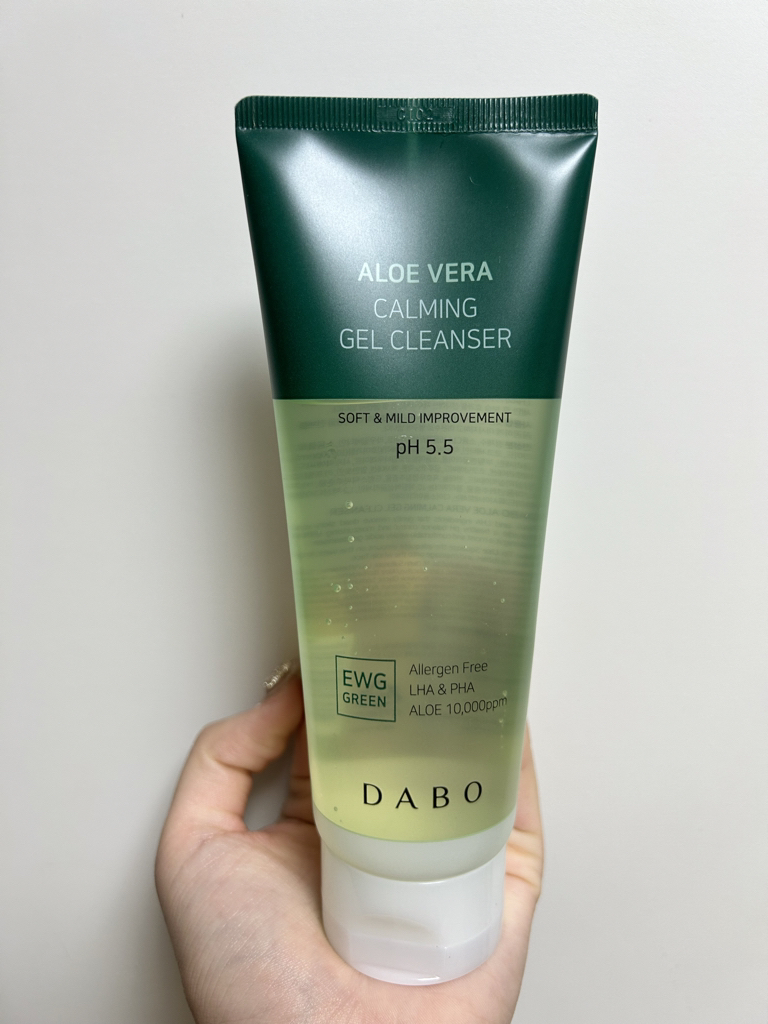 ALOE VERA
CALMING
GEL CLEANSER
SOFT & MILD IMPROVEMENT
pH 5.5
EWG
GREEN
Allergen Free
LHA & PHA
ALOE 10,000ppm
DABO